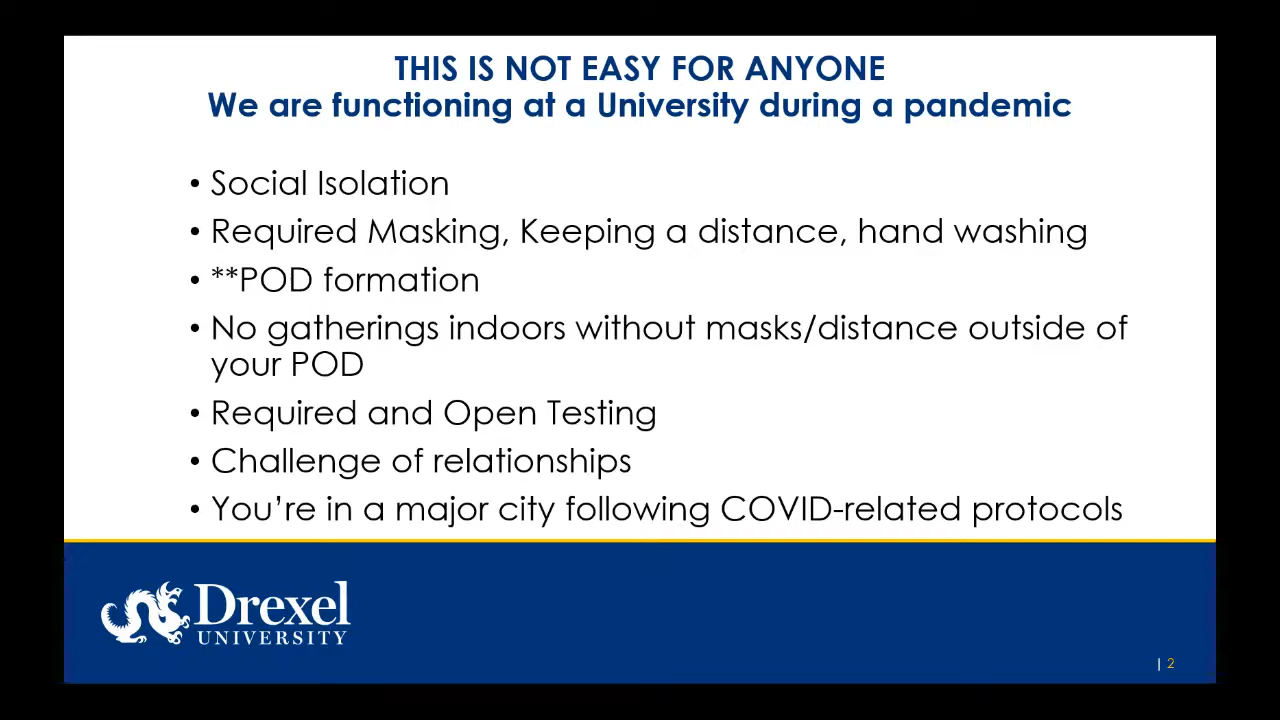 THIS IS NOT EASY FOR ANYONE
We are functioning at a University during a pandemic
• Social Isolation
• Required Masking, Keeping a distance, hand washing
• **POD formation
• No gatherings indoors without masks/distance outside of
your POD
• Required and Open Testing
• Challenge of relationships
• You’re in a major city following COVID-related protocols
Drexel
UNIVERSITY
| 2